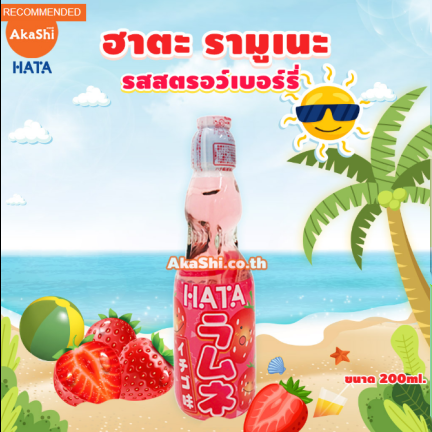 RECOMMENDED
AkaShi
HATA
ฮาตะ รามูเนะ
รสสตรอว์เบอร์รี่
AkaShi.co.th
HATA
ラムネ
イチゴ味
ขนาด 200ml.